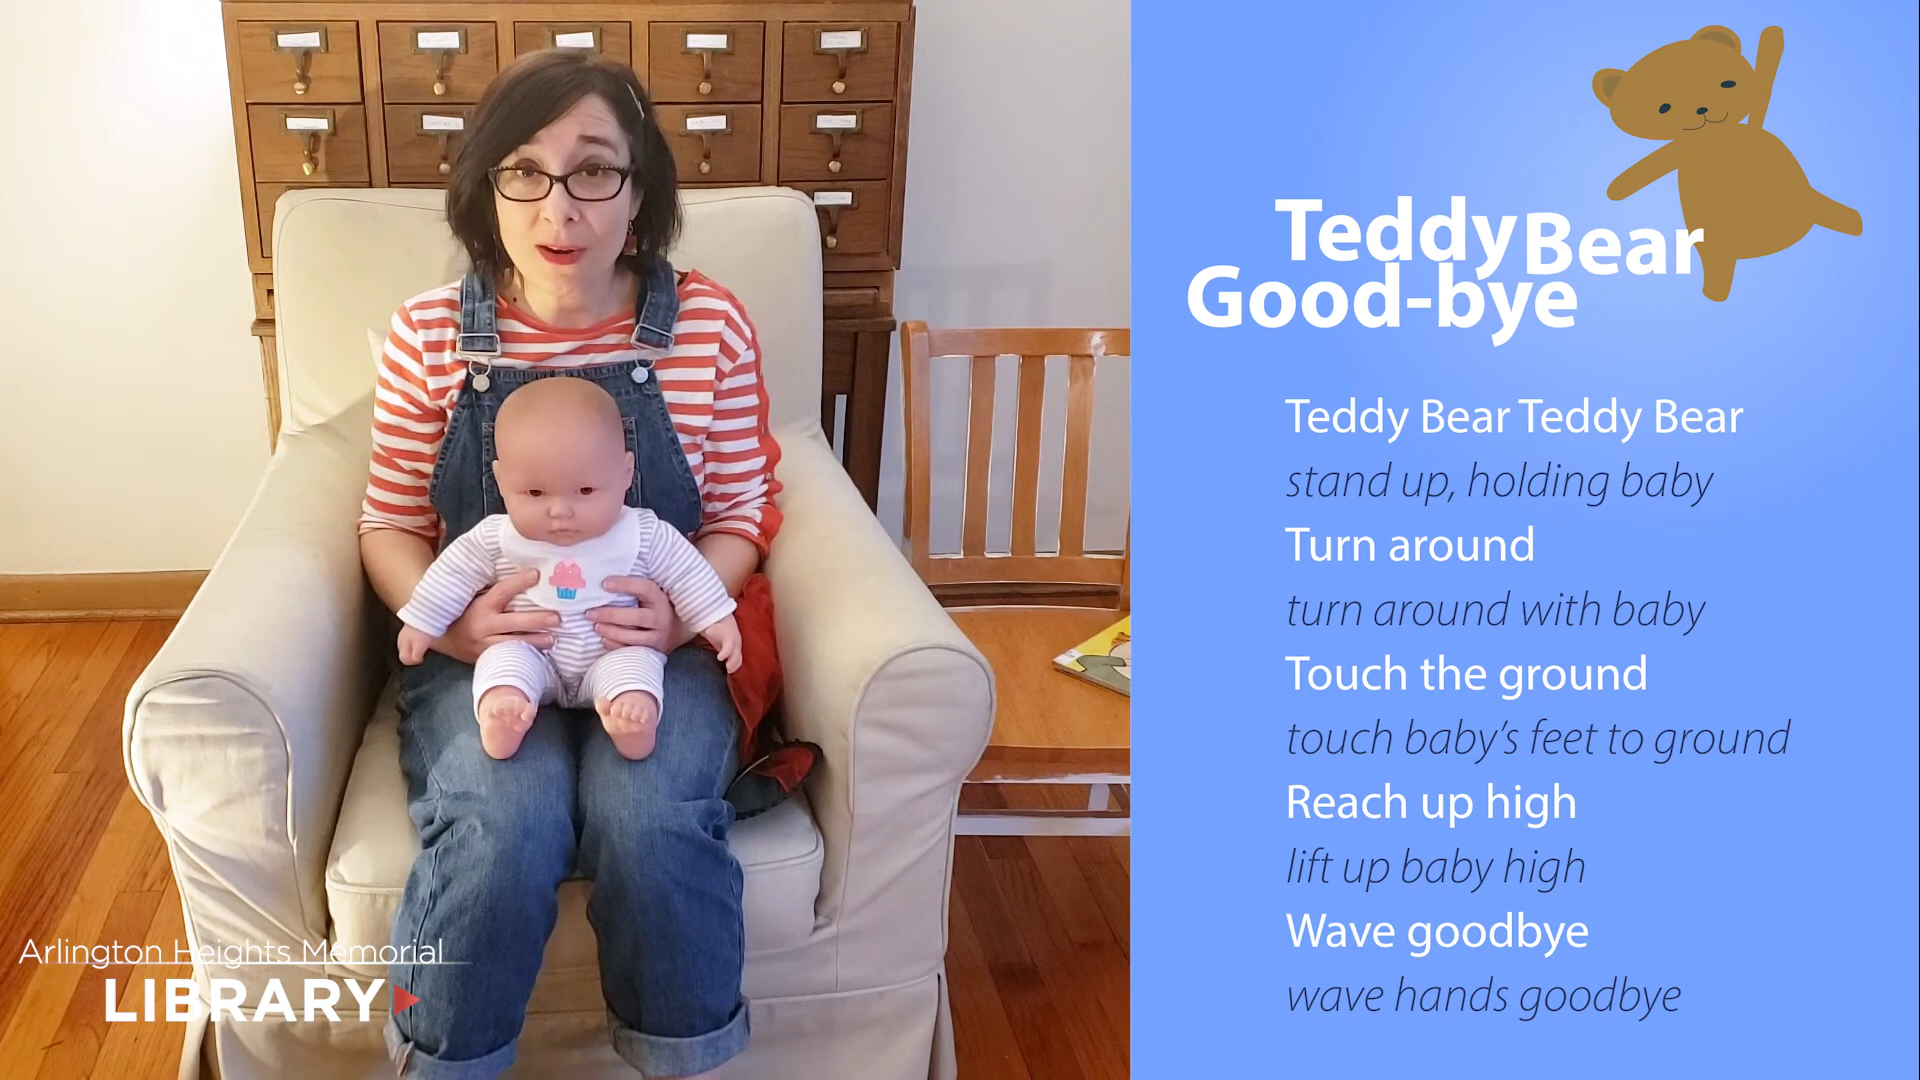 Teddy Bear
Good-bye
Teddy Bear Teddy Bear
stand up, holding baby
Turn around
turn around with baby
Touch the ground
touch baby's feet to ground
Reach up high
lift up baby high
Wave goodbye
wave hands goodbye
Arlington Heights Memorial
LIBRARY